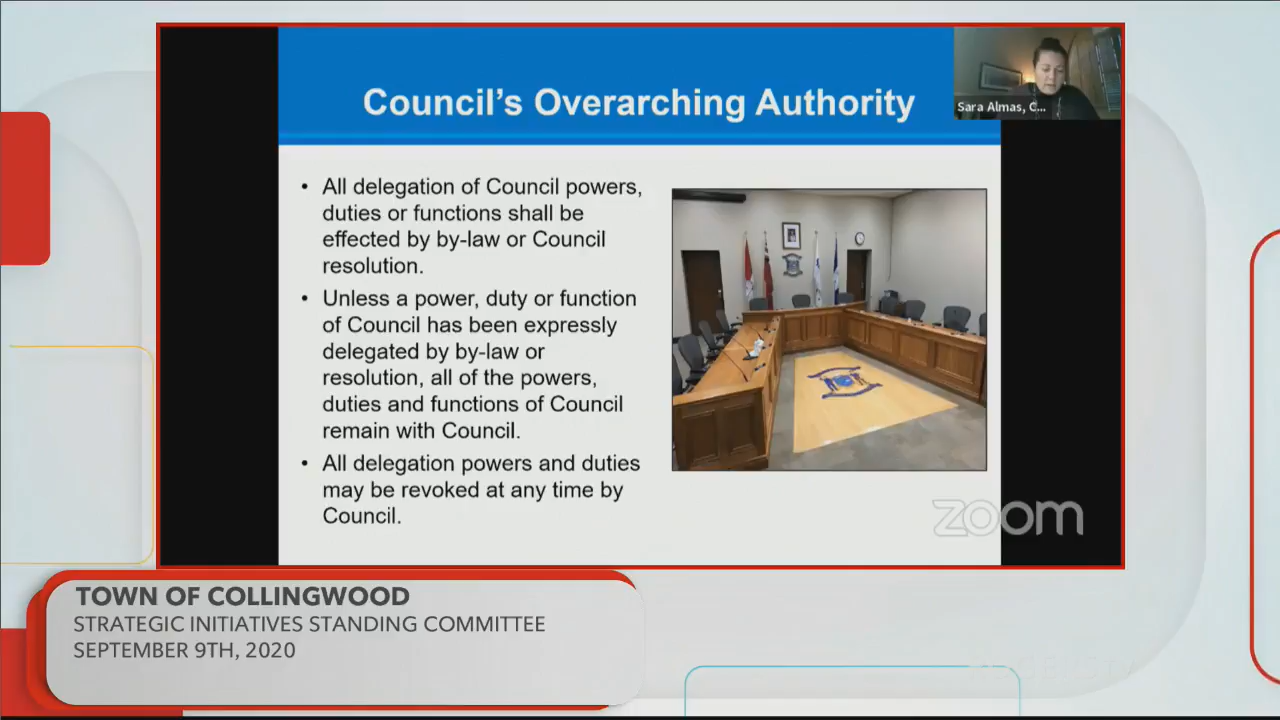 Council's Overarching Authority
Sara Almas, C...
• All delegation of Council powers,
duties or functions shall be
effected by by-law or Council
resolution.
• Unless a power, duty or function
of Council has been expressly
delegated by by-law or
resolution, all of the powers,
duties and functions of Council
remain with Council.
• All delegation powers and duties
may be revoked at any time by
Council.
zoom
TOWN OF COLLINGWOOD
STRATEGIC INITIATIVES STANDING COMMITTEE
SEPTEMBER 9TH, 2020